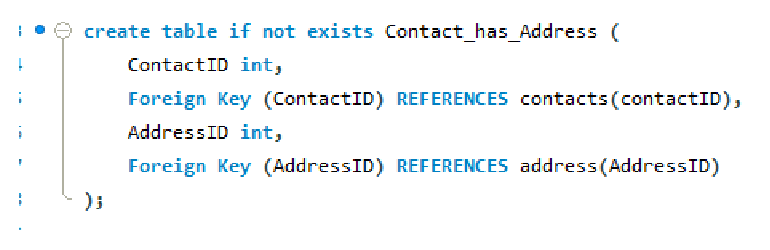 create table if not exists Contact_has_Address (
ContactID int,
Foreign Key (ContactID) REFERENCES contacts(contactID),
AddressID int,
Foreign Key (AddressID) REFERENCES address(AddressID)
);